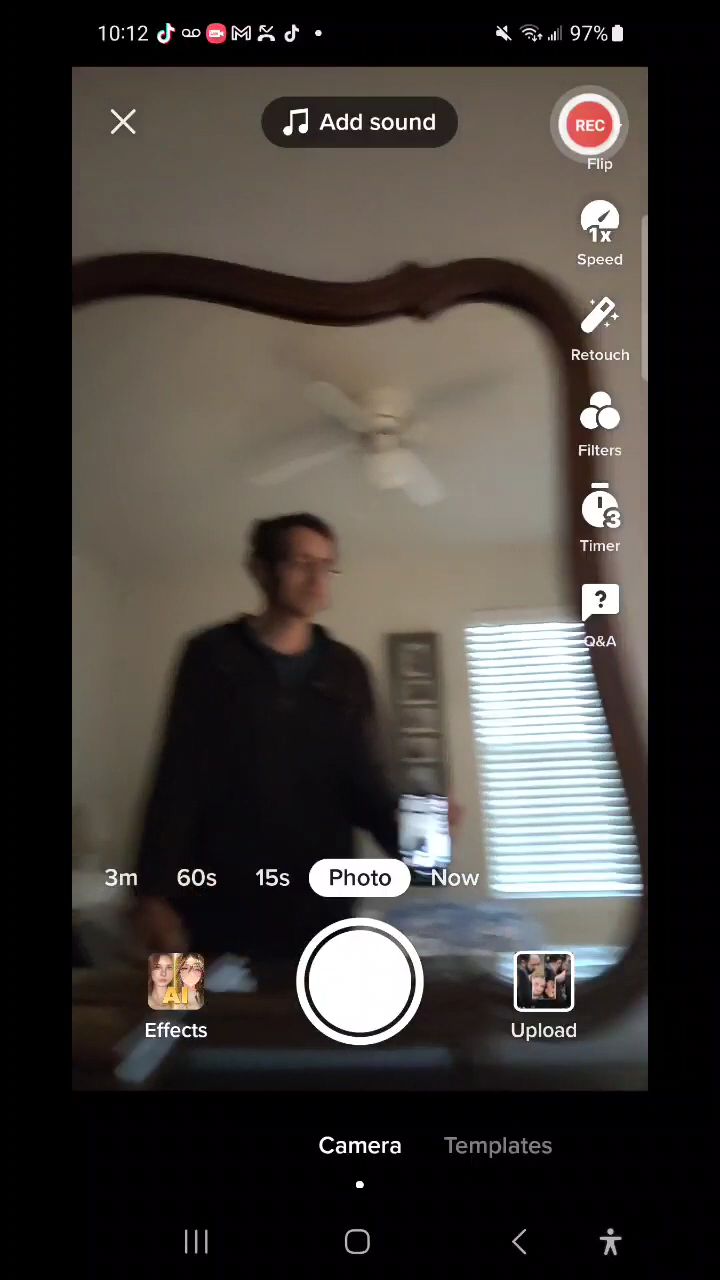 10:12 97%
Add sound
REC
Flip
1x
Speed
Retouch
Filters
3
Timer
?
Q&A
3m 60s 15s Photo Now
AI
Effects Upload
Camera Templates